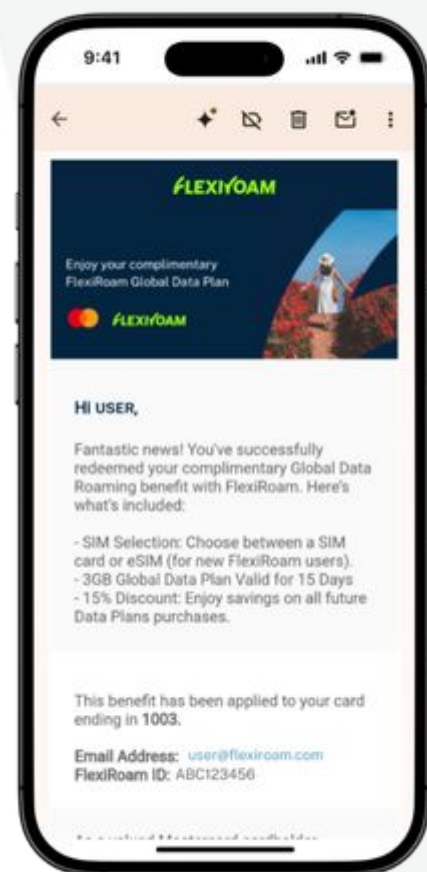 9:41
FLEXIROAM
Enjoy your complimentary
FlexiRoam Global Data Plan
FLEXIROAM
Hi USER,
Fantastic news! You've successfully
redeemed your complimentary Global Data
Roaming benefit with FlexiRoam. Here's
what's included:
- SIM Selection: Choose between a SIM
card or eSIM (for new FlexiRoam users).
- 3GB Global Data Plan Valid for 15 Days
- 15% Discount: Enjoy savings on all future
Data Plans purchases.
This benefit has been applied to your card
ending in 1003.
Email Address: user@flexiroam.com
FlexiRoam ID: ABC123456